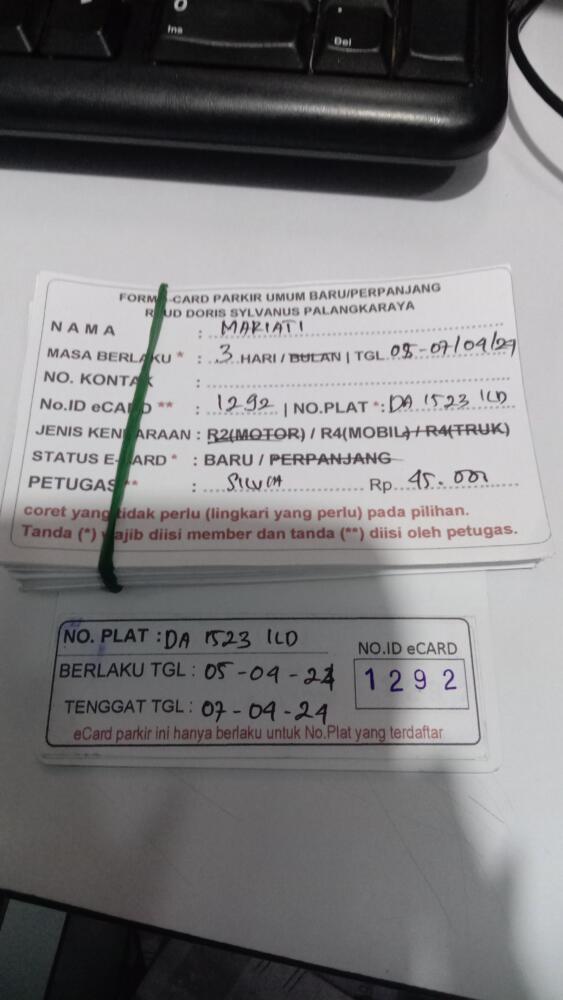 Ins
Del
FORM E-CARD PARKIR UMUM BARU/PERPANJANG
RSUD DORIS SYLVANUS PALANGKARAYA
NAMA : MARIATI
MASA BERLAKU * : 3 HARI / BULAN | TGL 05-07/04/24
NO. KONTAK :
No.ID eCARD ** : 1292 | NO.PLAT * : DA 1523 ILD
JENIS KENDARAAN : R2(MOTOR) / R4(MOBIL) / R4(TRUK)
STATUS E-CARD * : BARU / PERPANJANG
PETUGAS ** : Rp 45.000
coret yang tidak perlu (lingkari yang perlu) pada pilihan.
Tanda (*) wajib diisi member dan tanda (**) diisi oleh petugas.
NO. PLAT : DA 1523 ILD
BERLAKU TGL : 05-04-24
TENGGAT TGL : 07-04-24
NO.ID eCARD
1292
eCard parkir ini hanya berlaku untuk No.Plat yang terdaftar